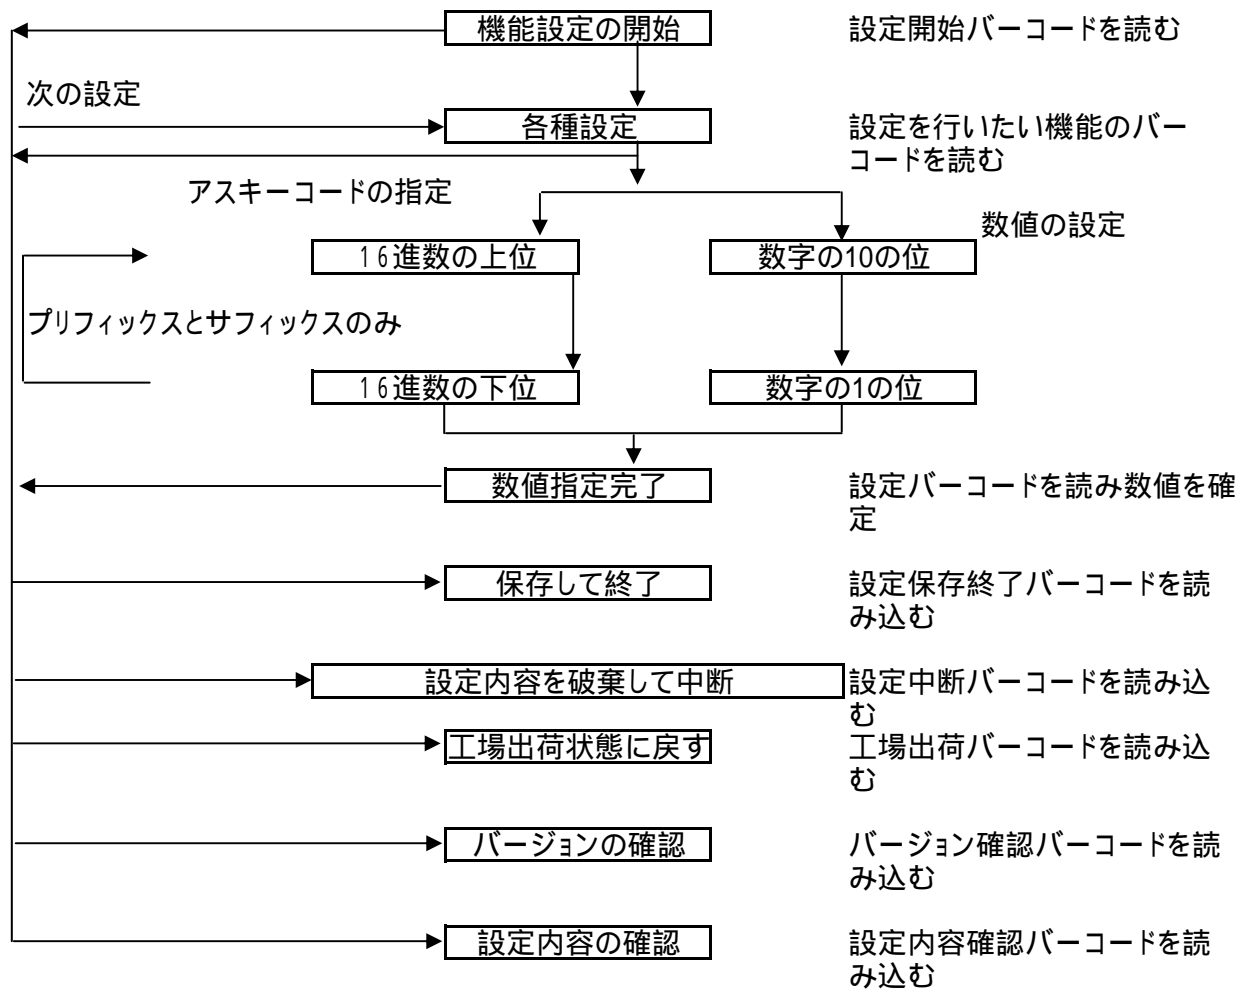 機能設定の開始
設定開始バーコードを読む
次の設定
各種設定
設定を行いたい機能のバー
コードを読む
アスキーコードの指定
数値の設定
16進数の上位
数字の10の位
プリフィックスとサフィックスのみ
16進数の下位
数字の1の位
数値指定完了
設定バーコードを読み数値を確
定
保存して終了
設定保存終了バーコードを読
み込む
設定内容を破棄して中断
設定中断バーコードを読み込
む
工場出荷状態に戻す
工場出荷バーコードを読み込
む
バージョンの確認
バージョン確認バーコードを読
み込む
設定内容の確認
設定内容確認バーコードを読
み込む